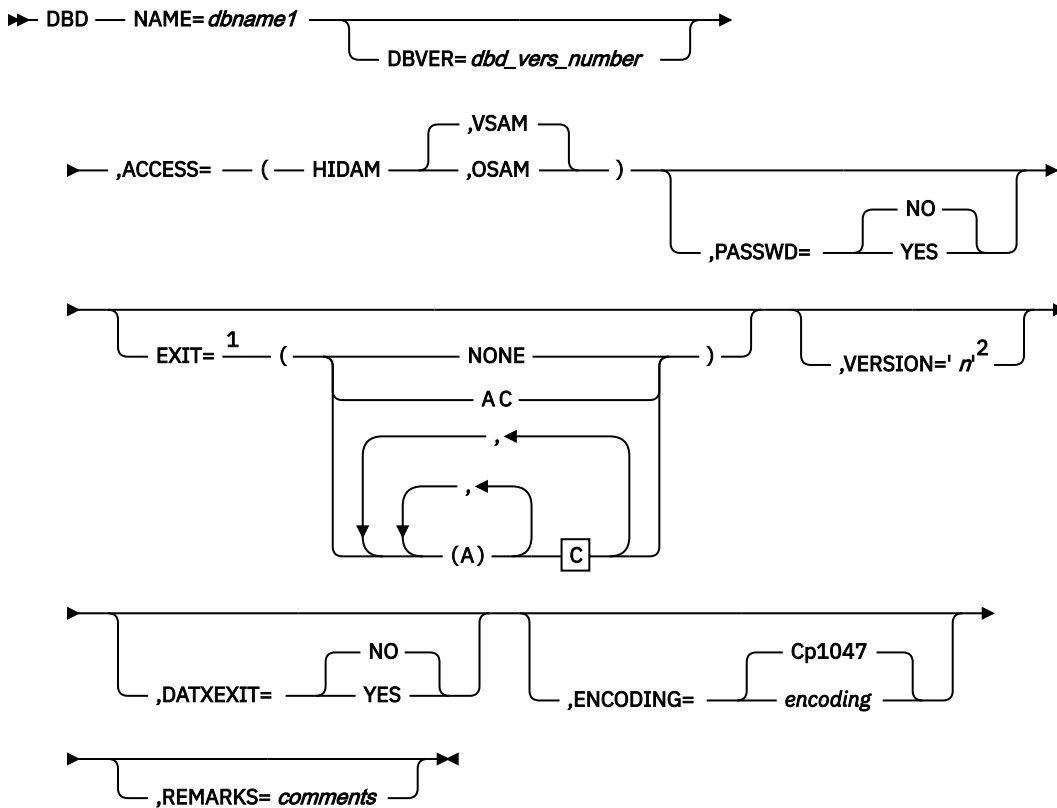 DBD NAME= dbname1
DBVER= dbd_vers_number
,VSAM
,ACCESS= ( HIDAM ,OSAM )
NO
,PASSWD= YES
EXIT= 1 ( NONE ) ,VERSION=' n'2
A C
,
,
(A) C
NO Cp1047
,DATXEXIT= YES ,ENCODING= encoding
,REMARKS= comments